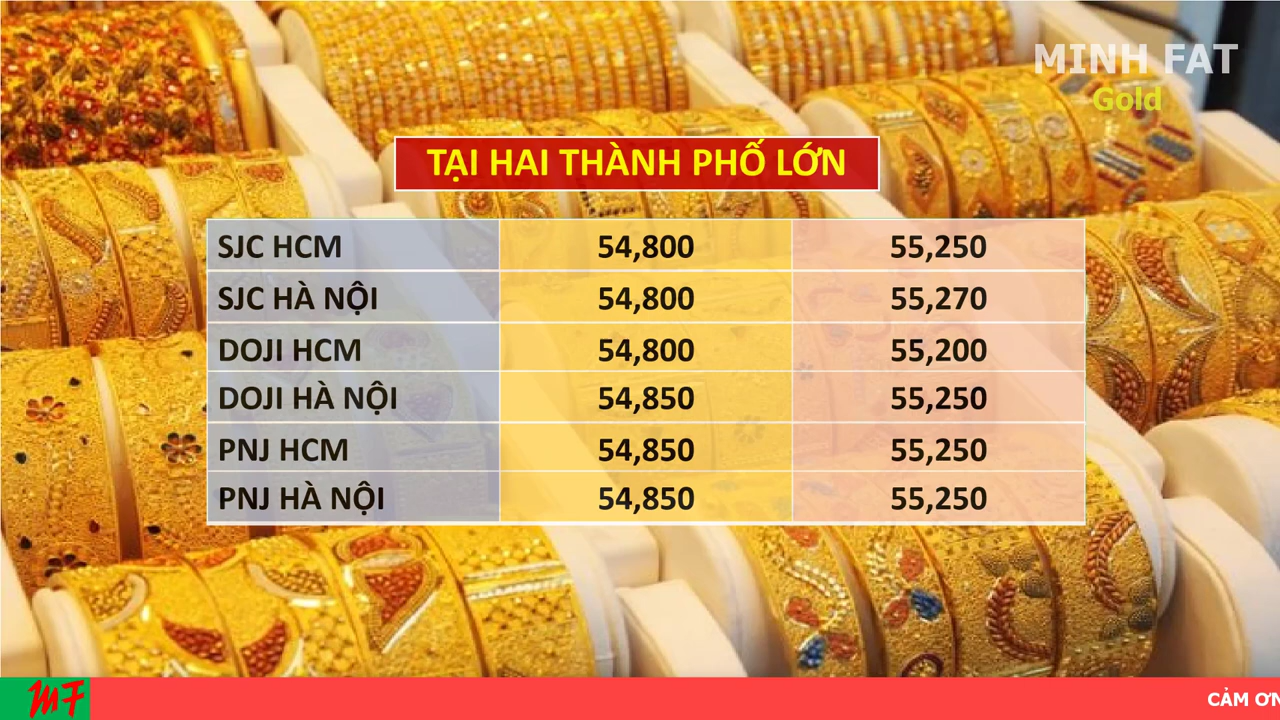 MINH FAT
Gold
TẠI HAI THÀNH PHỐ LỚN
SJC HCM 54,800 55,250
SJC HÀ NỘI 54,800 55,270
DOJI HCM 54,800 55,200
DOJI HÀ NỘI 54,850 55,250
PNJ HCM 54,850 55,250
PNJ HÀ NỘI 54,850 55,250
MF CẢM ƠN